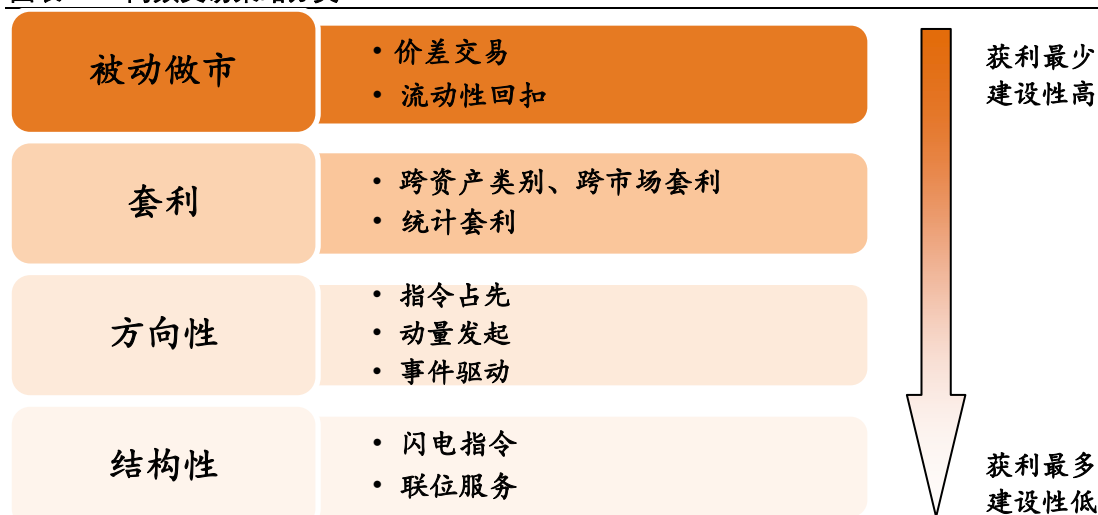 被动做市
• 价差交易
• 流动性回扣
获利最少
建设性高
套利
• 跨资产类别、跨市场套利
• 统计套利
方向性
• 指令占先
• 动量发起
• 事件驱动
结构性
• 闪电指令
• 联位服务
获利最多
建设性低